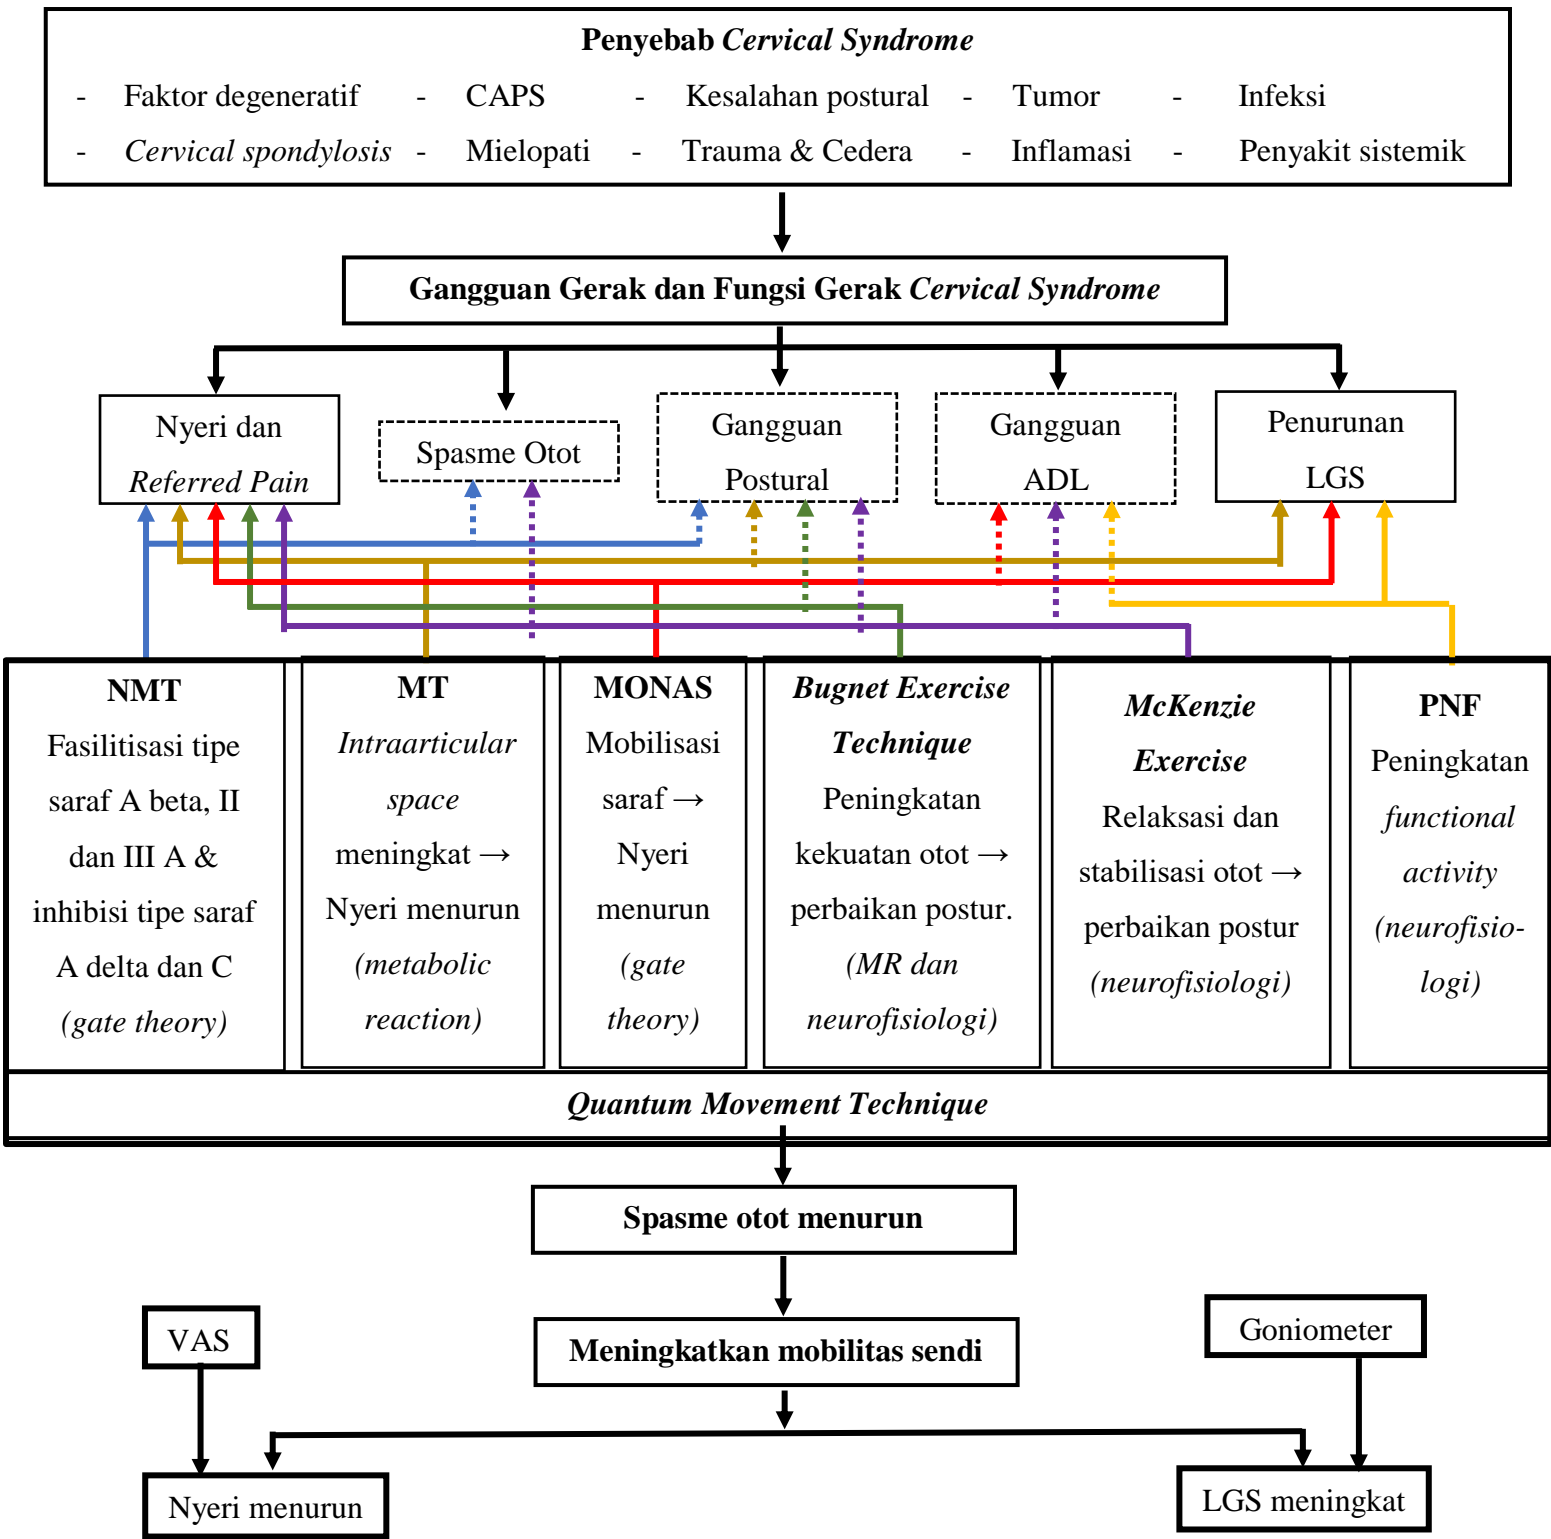 Penyebab Cervical Syndrome
- Faktor degeneratif - CAPS - Kesalahan postural - Tumor - Infeksi
- Cervical spondylosis - Mielopati - Trauma & Cedera - Inflamasi - Penyakit sistemik
Gangguan Gerak dan Fungsi Gerak Cervical Syndrome
Nyeri dan
Referred Pain
Spasme Otot
Gangguan
Postural
Gangguan
ADL
Penurunan
LGS
NMT
Fasilitisasi tipe
saraf A beta, II
dan III A &
inhibisi tipe saraf
A delta dan C
(gate theory)
MT
Intraarticular
space
meningkat →
Nyeri menurun
(metabolic
reaction)
MONAS
Mobilisasi
saraf →
Nyeri
menurun
(gate
theory)
Bugnet Exercise
Technique
Peningkatan
kekuatan otot →
perbaikan postur.
(MR dan
neurofisiologi)
McKenzie
Exercise
Relaksasi dan
stabilisasi otot →
perbaikan postur
(neurofisiologi)
PNF
Peningkatan
functional
activity
(neurofisio-
logi)
Quantum Movement Technique
Spasme otot menurun
Meningkatkan mobilitas sendi
VAS
Goniometer
Nyeri menurun
LGS meningkat